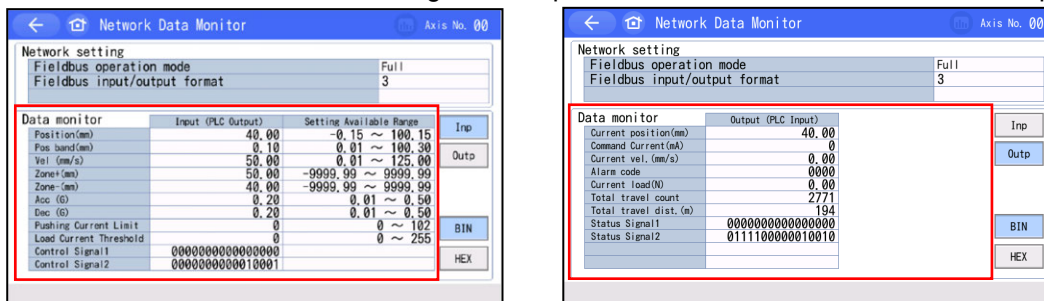 Network Data Monitor Axis No. 00
Network setting
Fieldbus operation mode Full
Fieldbus input/output format 3
Data monitor Input (PLC Output) Setting Available Range
Position(mm) 40.00 -0.15 ～ 100.15
Pos band(mm) 0.10 0.01 ～ 100.30
Vel (mm/s) 50.00 0.01 ～ 125.00
Zone+(mm) 50.00 -9999.99 ～ 9999.99
Zone-(mm) 40.00 -9999.99 ～ 9999.99
Acc (G) 0.20 0.01 ～ 0.50
Dec (G) 0.20 0.01 ～ 0.50
Pushing Current Limit 0 0 ～ 102
Load Current Threshold 0 0 ～ 255
Control Signal1 0000000000000000
Control Signal2 0000000000010001
Inp
Outp
BIN
HEX
Network Data Monitor Axis No. 00
Network setting
Fieldbus operation mode Full
Fieldbus input/output format 3
Data monitor Output (PLC Input)
Current position(mm) 40.00
Command Current(mA) 0
Current vel.(mm/s) 0.00
Alarm code 0000
Current load(N) 0.00
Total travel count 2771
Total travel dist.(m) 194
Status Signal1 0000000000000000
Status Signal2 0111100000010010
Inp
Outp
BIN
HEX